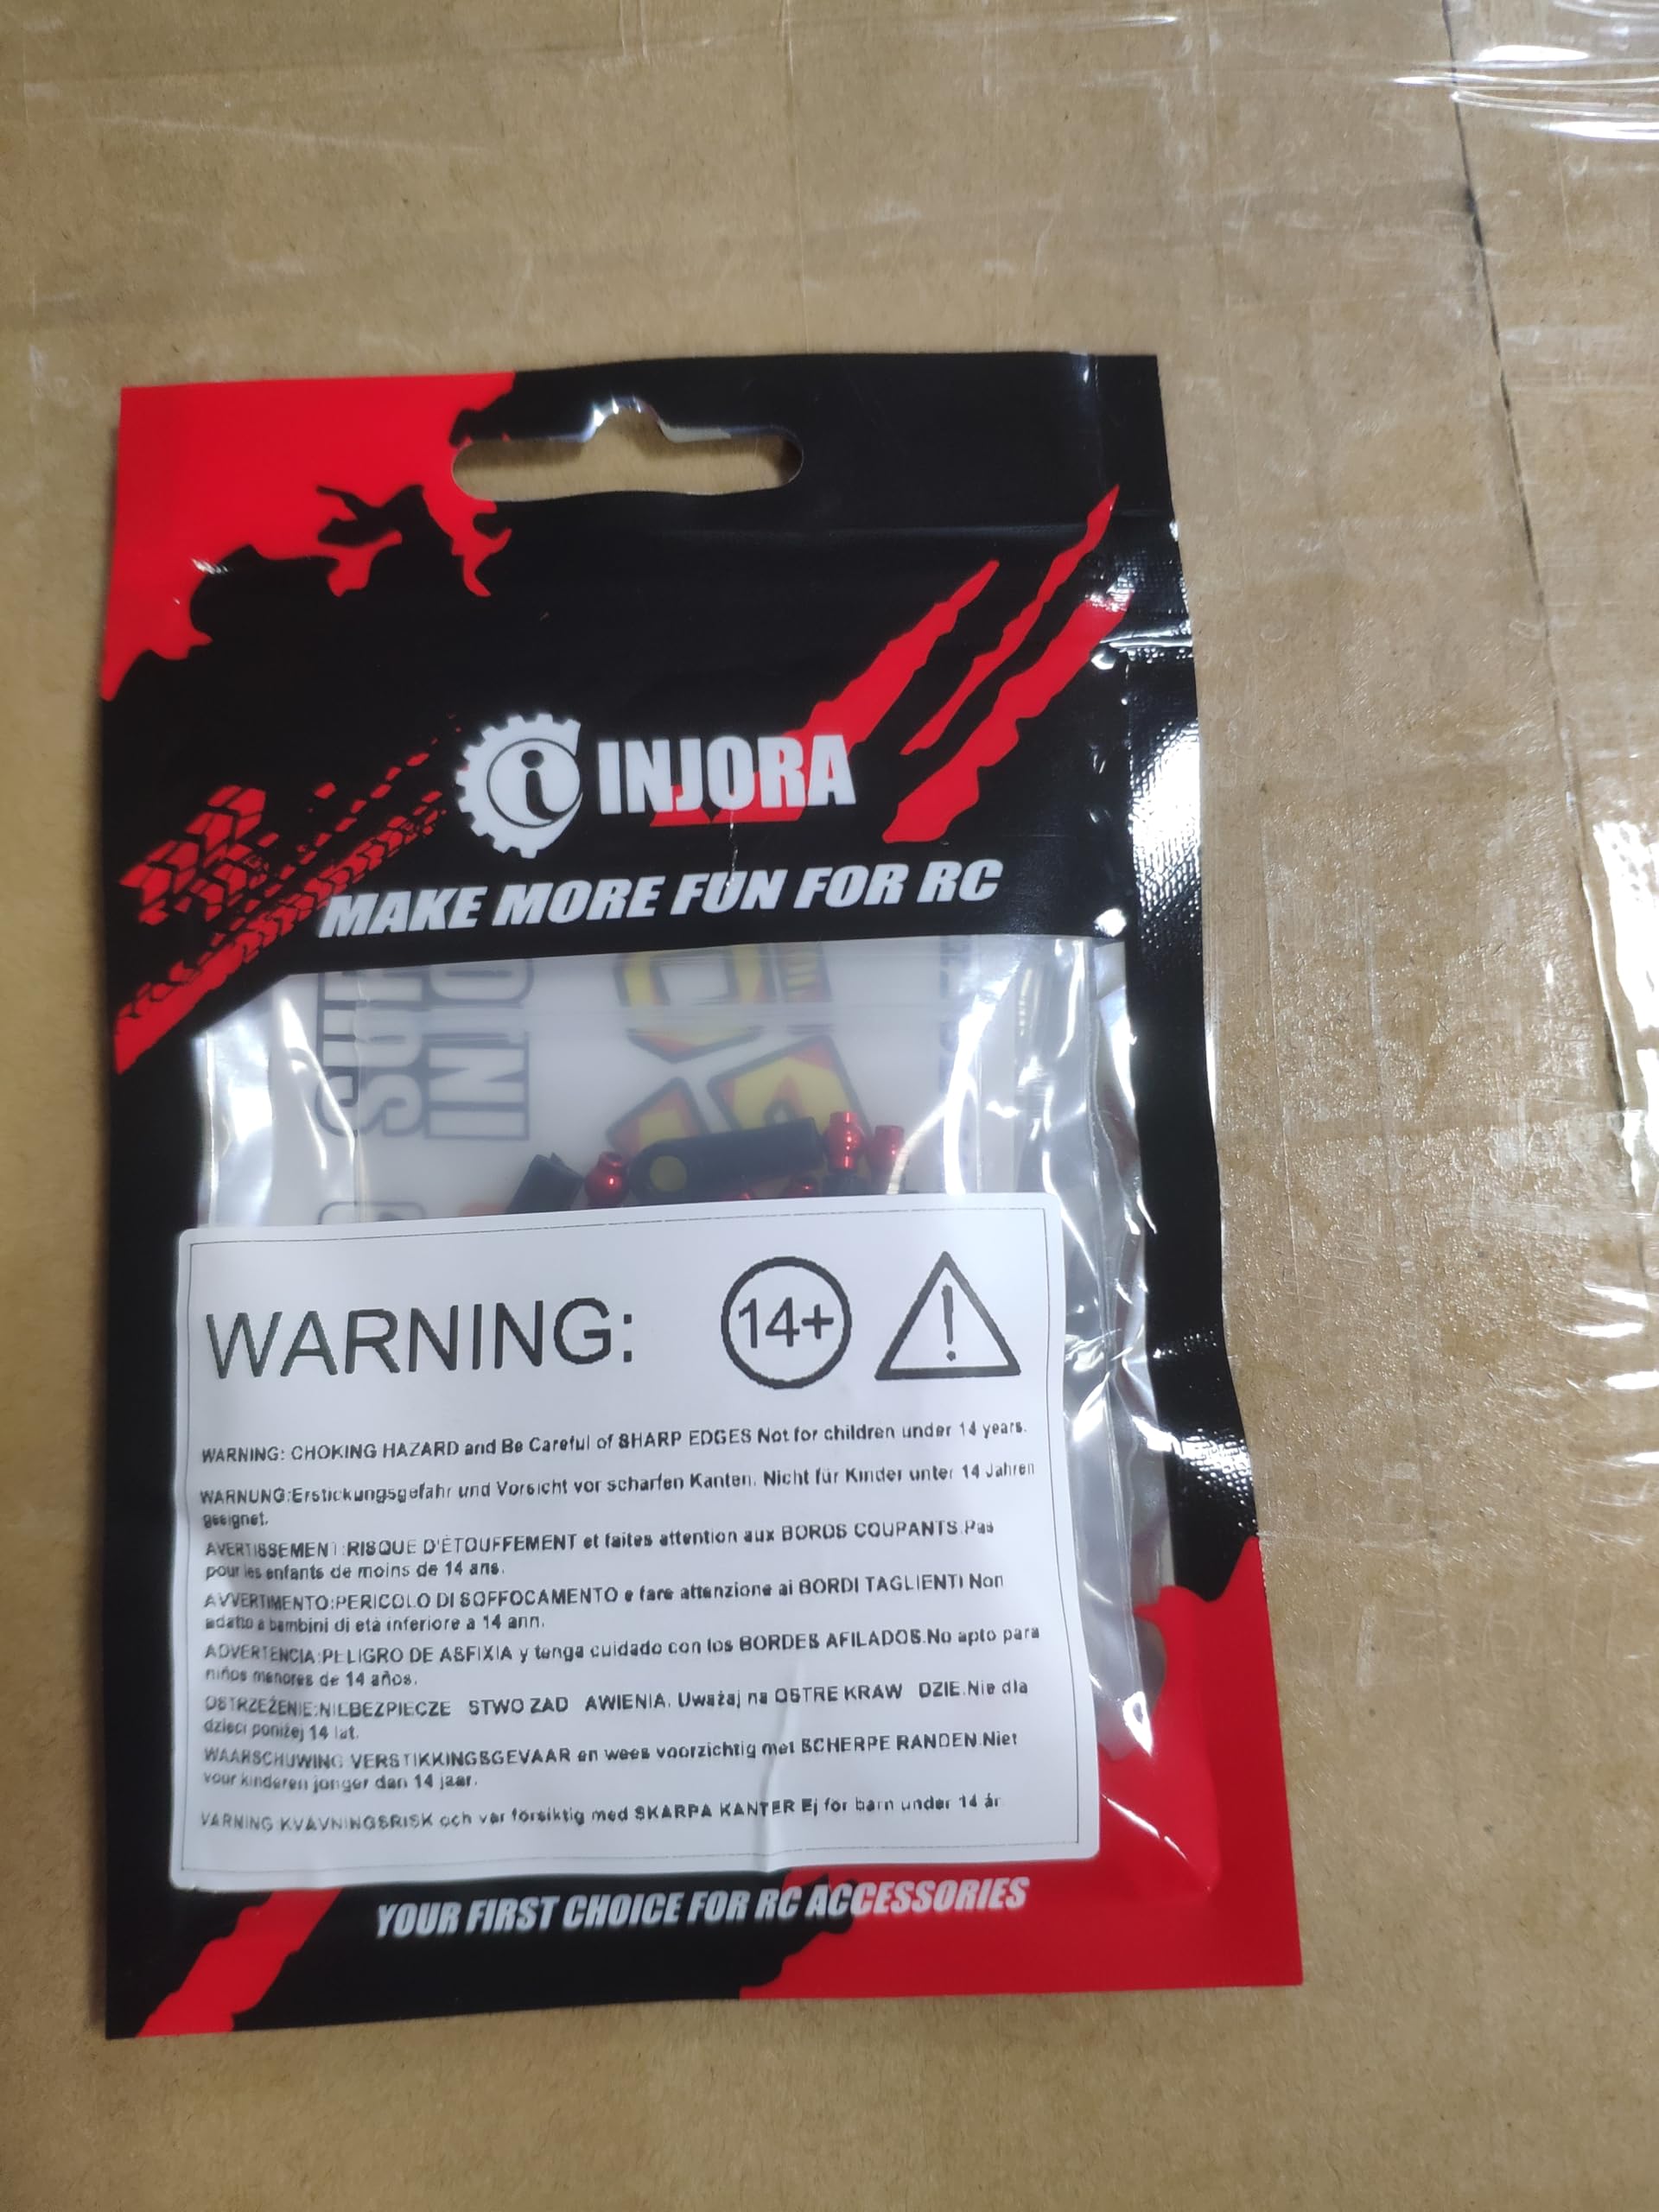 INJORA
MAKE MORE FUN FOR RC
WARNING: 14+
WARNING: CHOKING HAZARD and Be Careful of SHARP EDGES Not for children under 14 years.
WARNUNG:Erstickungsgefahr und Vorsicht vor scharfen Kanten. Nicht für Kinder unter 14 Jahren
geeignet.
AVERTISSEMENT:RISQUE D'ÉTOUFFEMENT et faites attention aux BORDS COUPANTS.Pas
pour les enfants de moins de 14 ans.
AVVERTIMENTO:PERICOLO DI SOFFOCAMENTO e fare attenzione ai BORDI TAGLIENTI Non
adatto a bambini di età inferiore a 14 ann.
ADVERTENCIA:PELIGRO DE ASFIXIA y tenga cuidado con los BORDES AFILADOS.No apto para
niños menores de 14 años.
OSTRZEŻENIE:NIEBEZPIECZE STWO ZAD AWIENIA. Uważaj na OSTRE KRAW DZIE.Nie dla
dzieci poniżej 14 lat.
WAARSCHUWING VERSTIKKINGSGEVAAR en wees voorzichtig met SCHERPE RANDEN.Niet
voor kinderen jonger dan 14 jaar.
VARNING KVAVNINGSRISK och var forsiktig med SKARPA KANTER Ej for barn under 14 år
YOUR FIRST CHOICE FOR RC ACCESSORIES